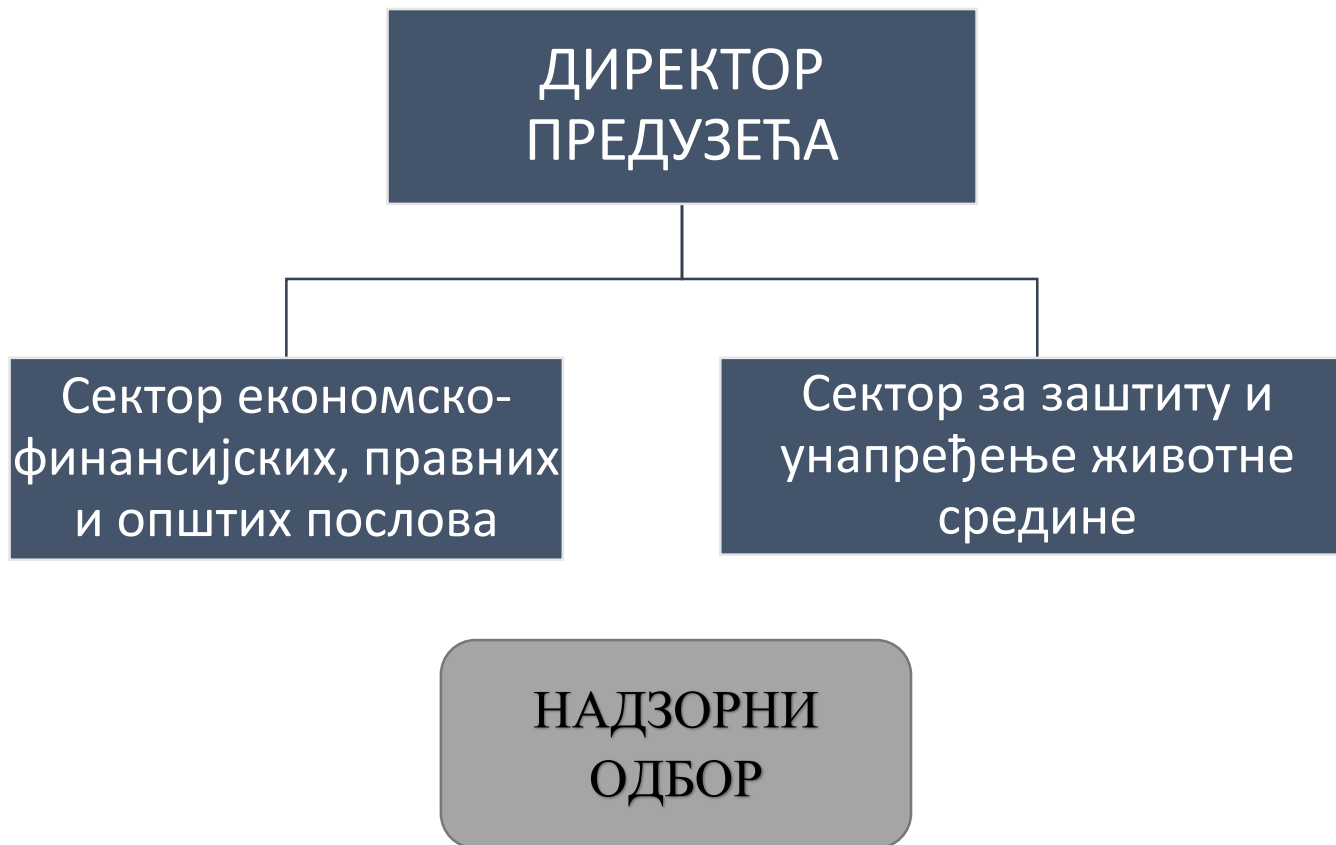 ДИРЕКТОР
ПРЕДУЗЕЋА
Сектор економско-
финансијских, правних
и општих послова
Сектор за заштиту и
унапређење животне
средине
НАДЗОРНИ
ОДБОР